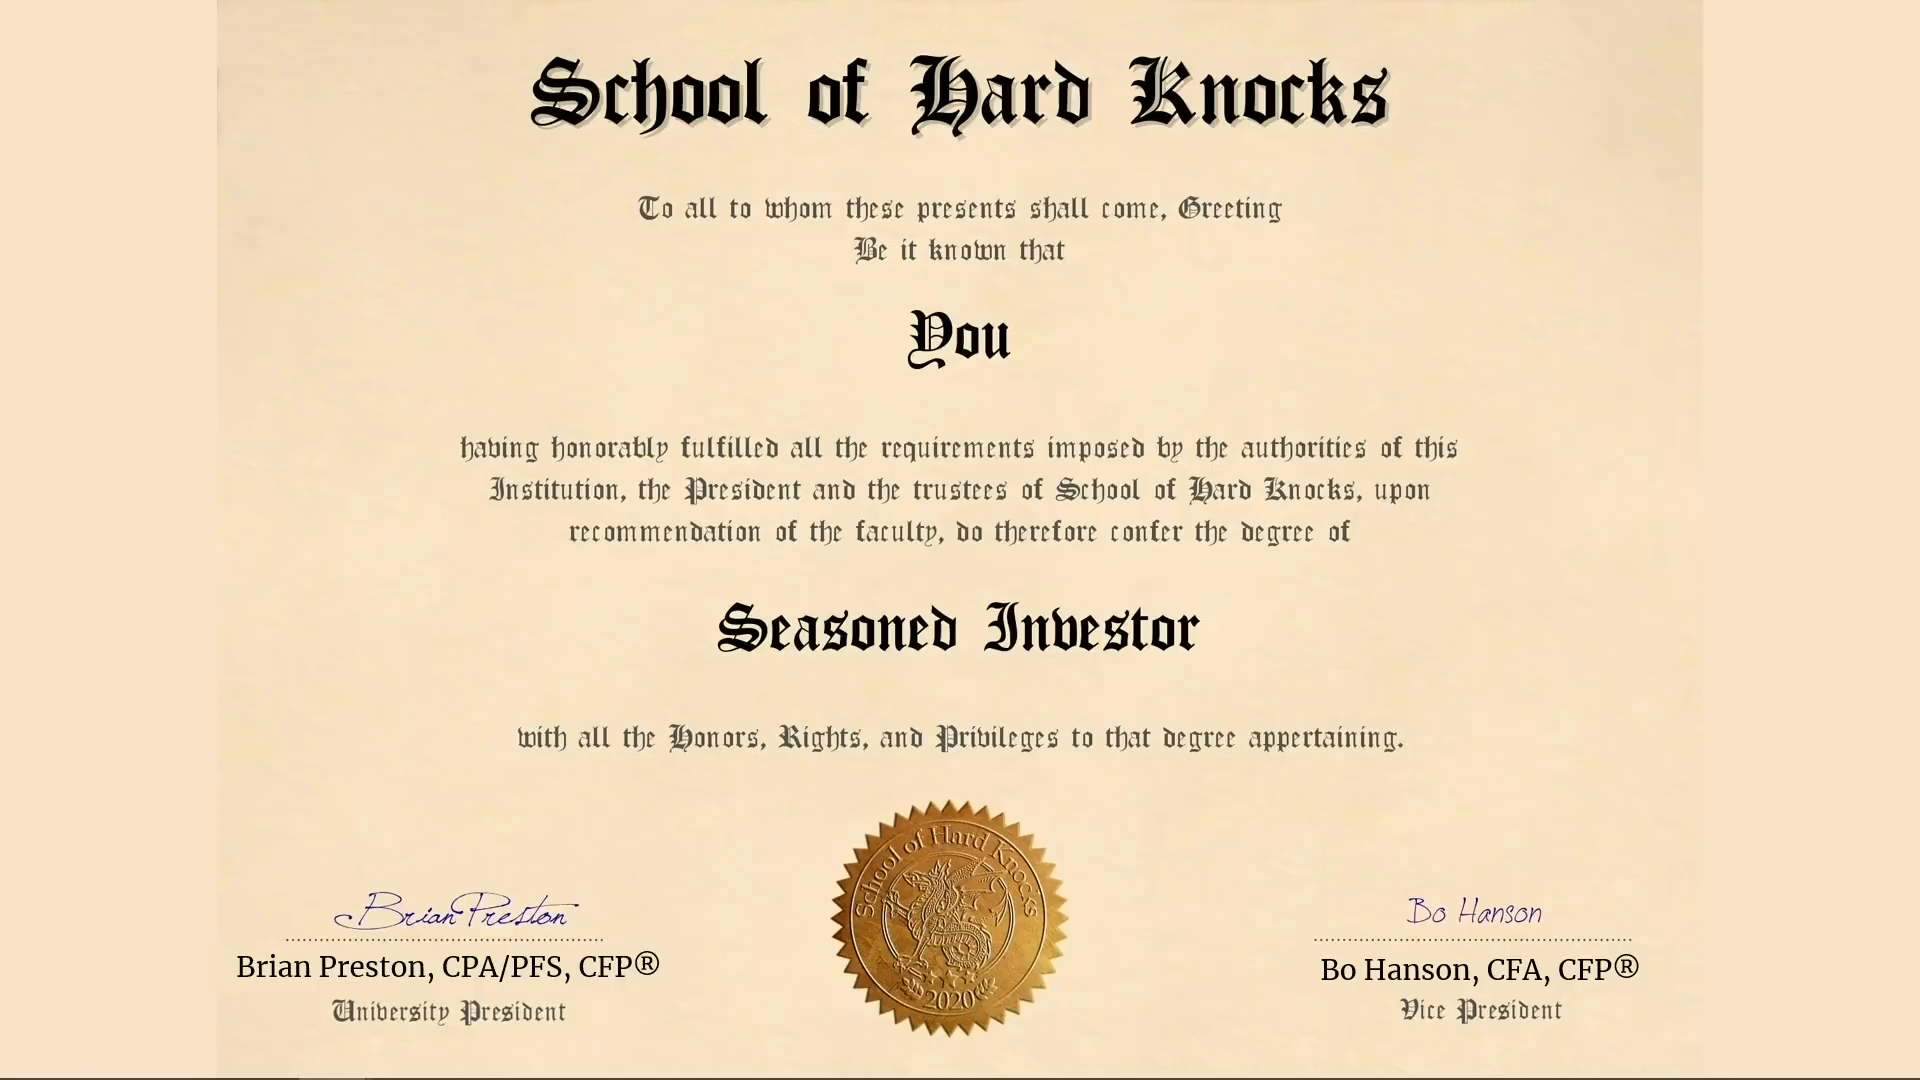 School of Hard Knocks
To all to whom these presents shall come, Greeting
Be it known that
You
having honorably fulfilled all the requirements imposed by the authorities of this
Institution, the President and the trustees of School of Hard Knocks, upon
recommendation of the faculty, do therefore confer the degree of
Seasoned Investor
with all the Honors, Rights, and Privileges to that degree appertaining.
School of Hard Knocks
2020
Brian Preston
Brian Preston, CPA/PFS, CFP®
University President
Bo Hanson
Bo Hanson, CFA, CFP®
Vice President